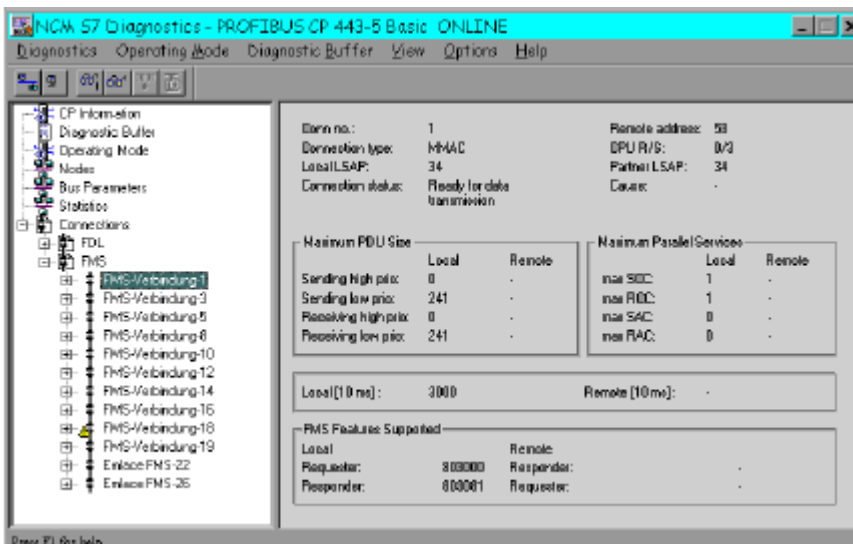 NCM S7 Diagnostics - PROFIBUS CP 443-5 Basic ONLINE
Diagnostics Operating Mode Diagnostic Buffer View Options Help
CP Information
Diagnostic Buffer
Operating Mode
Nodes
Bus Parameters
Statistics
Connections
FDL
FMS
FMS-Verbindung-1
FMS-Verbindung-3
FMS-Verbindung-5
FMS-Verbindung-8
FMS-Verbindung-10
FMS-Verbindung-12
FMS-Verbindung-14
FMS-Verbindung-16
FMS-Verbindung-18
FMS-Verbindung-19
Enlace FMS-22
Enlace FMS-26
Conn no.: 1 Remote address: 53
Connection type: MMAC CPU R/S: 0/3
Local LSAP: 34 Partner LSAP: 34
Connection status: Ready for data Cause: -
transmission
Maximum PDU Size Maximum Parallel Services
Local Remote Local Remote
Sending high prio: 0 - max SCC: 1 -
Sending low prio: 241 - max RCC: 1 -
Receiving high prio: 0 - max SAC: 0 -
Receiving low prio: 241 - max RAC: 0 -
Local [10 ms] : 3000 Remote [10 ms]: -
FMS Features Supported
Local Remote
Requester: 803000 Responder: -
Responder: 803081 Requester: -
Press F1 for help